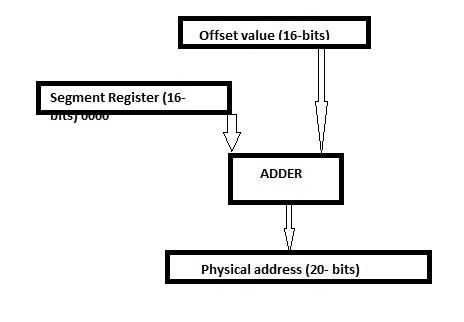 Offset value (16-bits)
Segment Register (16-
bits) 0000
ADDER
Physical address (20- bits)